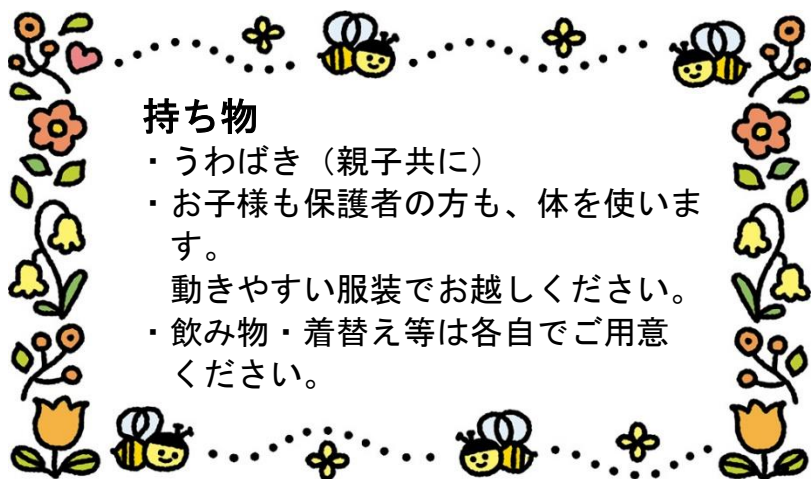 持ち物
・うわばき（親子共に）
・お子様も保護者の方も、体を使いま
す。
動きやすい服装でお越しください。
・飲み物・着替え等は各自でご用意
ください。